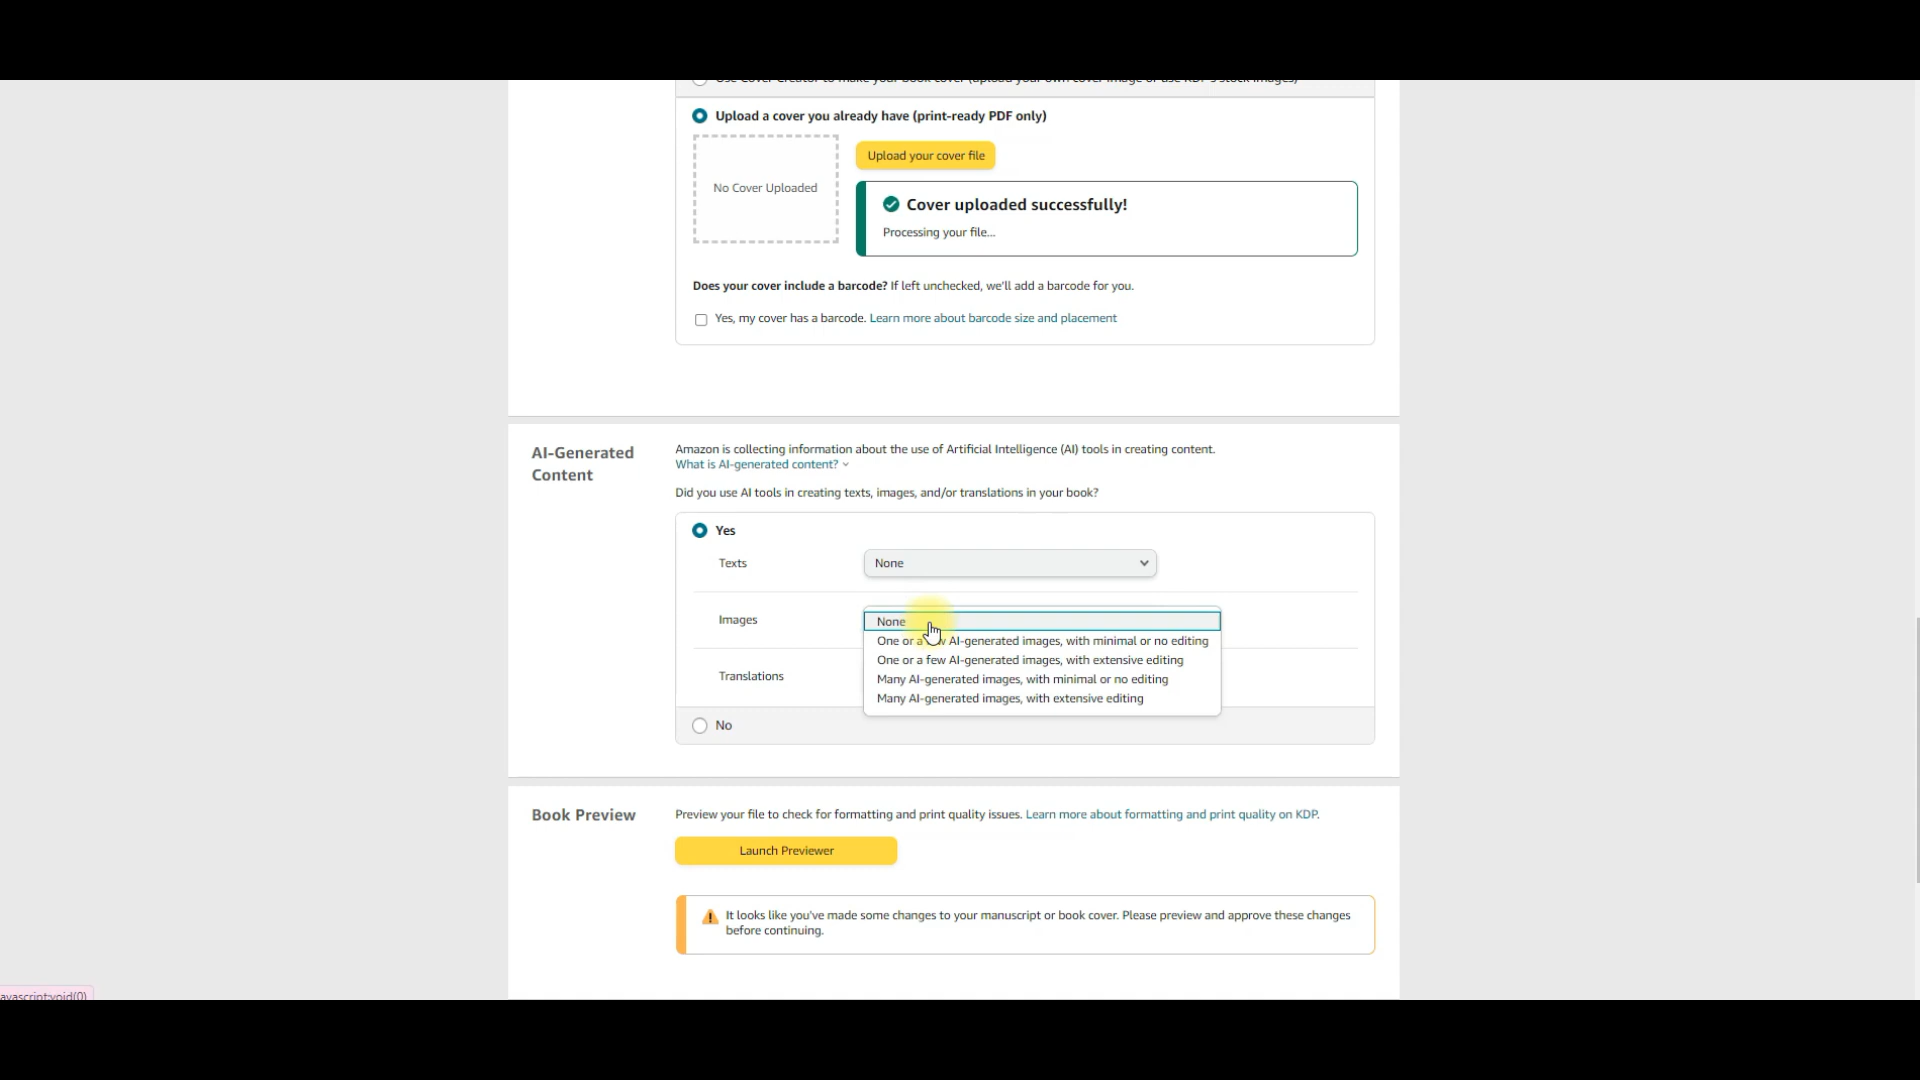 Upload a cover you already have (print-ready PDF only)
Upload your cover file
No Cover Uploaded
Cover uploaded successfully!
Processing your file...
Does your cover include a barcode? If left unchecked, we'll add a barcode for you.
Yes, my cover has a barcode. Learn more about barcode size and placement
AI-Generated
Content
Amazon is collecting information about the use of Artificial Intelligence (AI) tools in creating content.
What is AI-generated content?
Did you use AI tools in creating texts, images, and/or translations in your book?
Yes
Texts
None
Images
None
One or a AI-generated images, with minimal or no editing
One or a few AI-generated images, with extensive editing
Many AI-generated images, with minimal or no editing
Many AI-generated images, with extensive editing
Translations
No
Book Preview
Preview your file to check for formatting and print quality issues. Learn more about formatting and print quality on KDP.
Launch Previewer
It looks like you've made some changes to your manuscript or book cover. Please preview and approve these changes
before continuing.